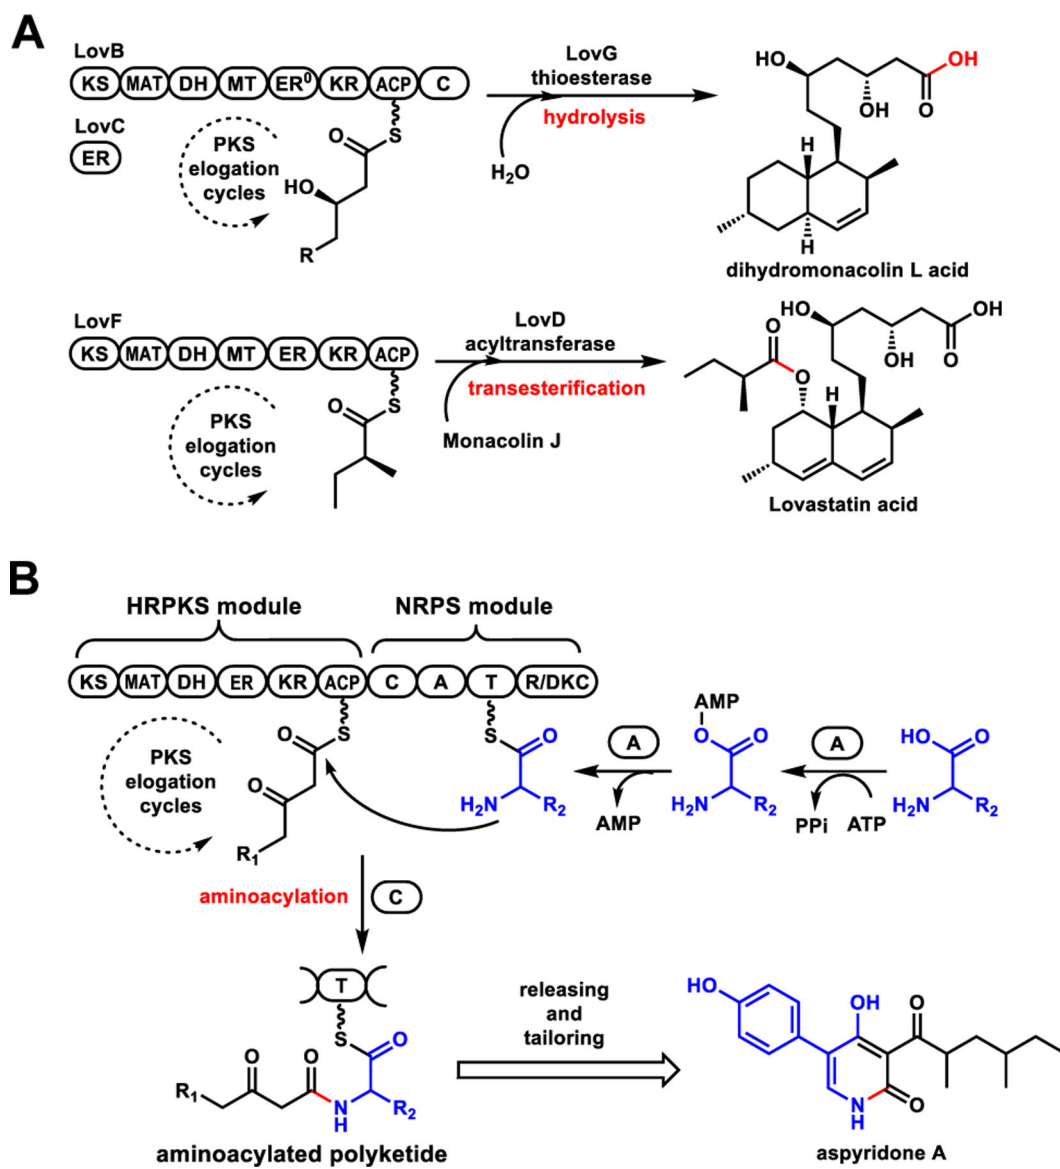 A
LovB
KS MAT DH MT ER⁰ KR ACP C
LovC
ER
PKS
elogation
cycles
O
S
HO
R
LovG
thioesterase
hydrolysis
H₂O
HO
OH
OH
O
H
H
dihydromonacolin L acid
LovF
KS MAT DH MT ER KR ACP
PKS
elogation
cycles
O
S
LovD
acyltransferase
transesterification
Monacolin J
HO
OH
OH
O
O
O
H
Lovastatin acid
B
HRPKS module
NRPS module
KS MAT DH ER KR ACP C A T R/DKC
PKS
elogation
cycles
O
S
O
R₁
S
O
H₂N
R₂
A
AMP
AMP
O
O
H₂N
R₂
A
PPi
ATP
HO
O
H₂N
R₂
aminoacylation
C
T
S
O
O
O
R₁
N
H
R₂
aminoacylated polyketide
releasing
and
tailoring
HO
OH
O
N
H
O
aspyridone A